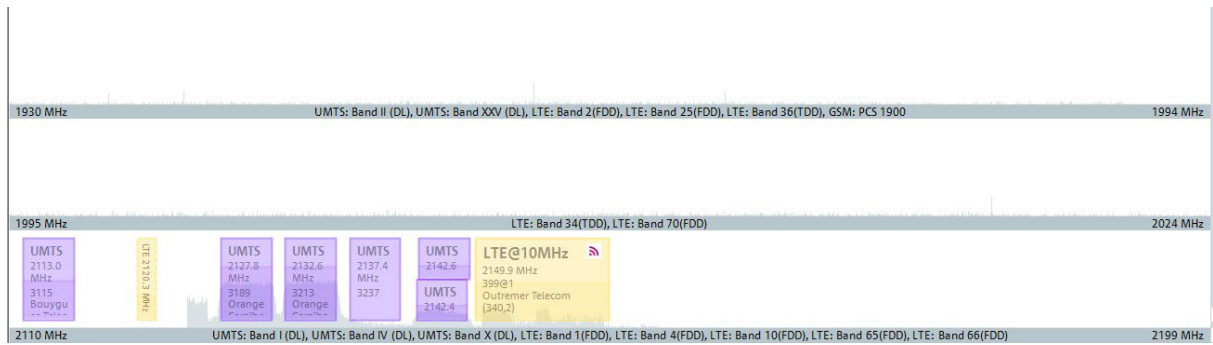 1930 MHz UMTS: Band II (DL), UMTS: Band XXV (DL), LTE: Band 2(FDD), LTE: Band 25(FDD), LTE: Band 36(TDD), GSM: PCS 1900 1994 MHz
1995 MHz LTE: Band 34(TDD), LTE: Band 70(FDD) 2024 MHz
UMTS
2113.0
MHz
3115
Bouygu
LTE 2120.3 MHz
UMTS
2127.8
MHz
3189
Orange
UMTS
2132.6
MHz
3213
Orange
UMTS
2137.4
MHz
3237
UMTS
2142.6
UMTS
2142.4
LTE@10MHz
2149.9 MHz
399@1
Outremer Telecom
(340,2)
2110 MHz UMTS: Band I (DL), UMTS: Band IV (DL), UMTS: Band X (DL), LTE: Band 1(FDD), LTE: Band 4(FDD), LTE: Band 10(FDD), LTE: Band 65(FDD), LTE: Band 66(FDD) 2199 MHz